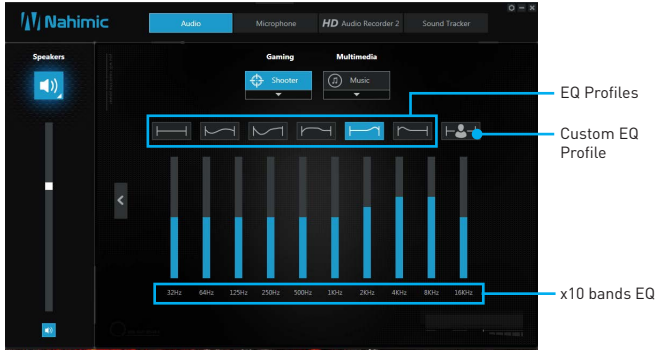 Nahimic
Audio
Microphone
HD Audio Recorder 2
Sound Tracker
Speakers
Gaming
Multimedia
Shooter
Music
EQ Profiles
Custom EQ
Profile
32Hz 64Hz 125Hz 250Hz 500Hz 1KHz 2KHz 4KHz 8KHz 16KHz
x10 bands EQ